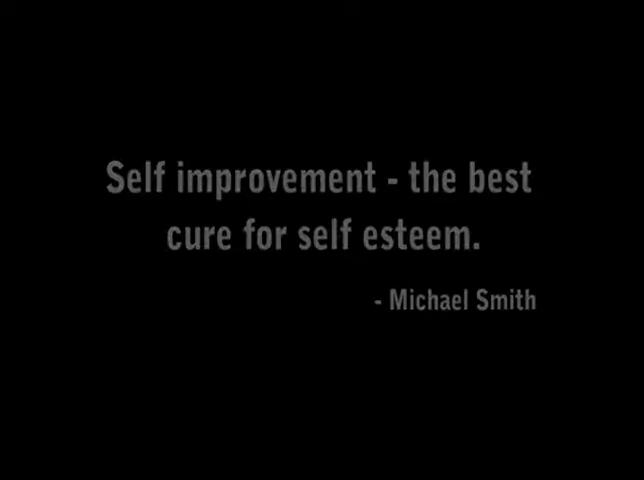 Self improvement - the best
cure for self esteem.
- Michael Smith